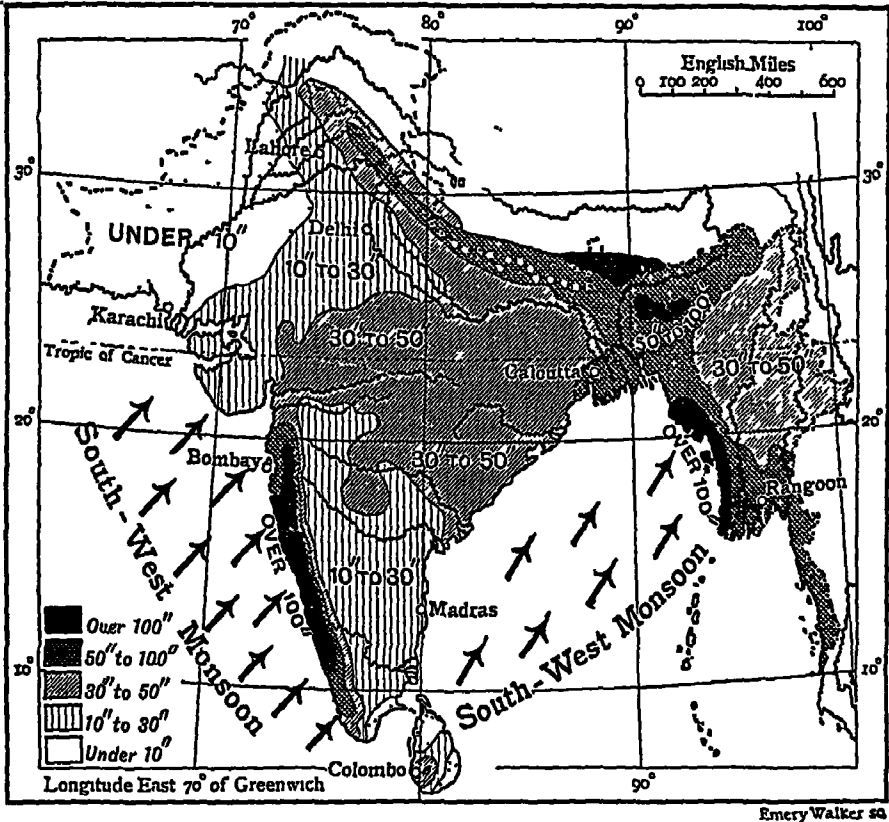 70° 80° 90° 100°
English Miles
0 100 200 400 600
Lahore
30° 30°
UNDER 10"
Delhi
10" TO 30"
Karachi
30" TO 50"
50" TO 100"
Tropic of Cancer
Calcutta
30" TO 50"
20° 20°
Bombay
30" TO 50"
OVER 100"
Rangoon
South-West Monsoon
OVER 100"
10" TO 30"
Madras
South-West Monsoon
Over 100"
50" to 100"
30" to 50"
10" to 30"
Under 10"
10° 10°
Colombo
Longitude East 70° of Greenwich
80° 90°
Emery Walker sc.